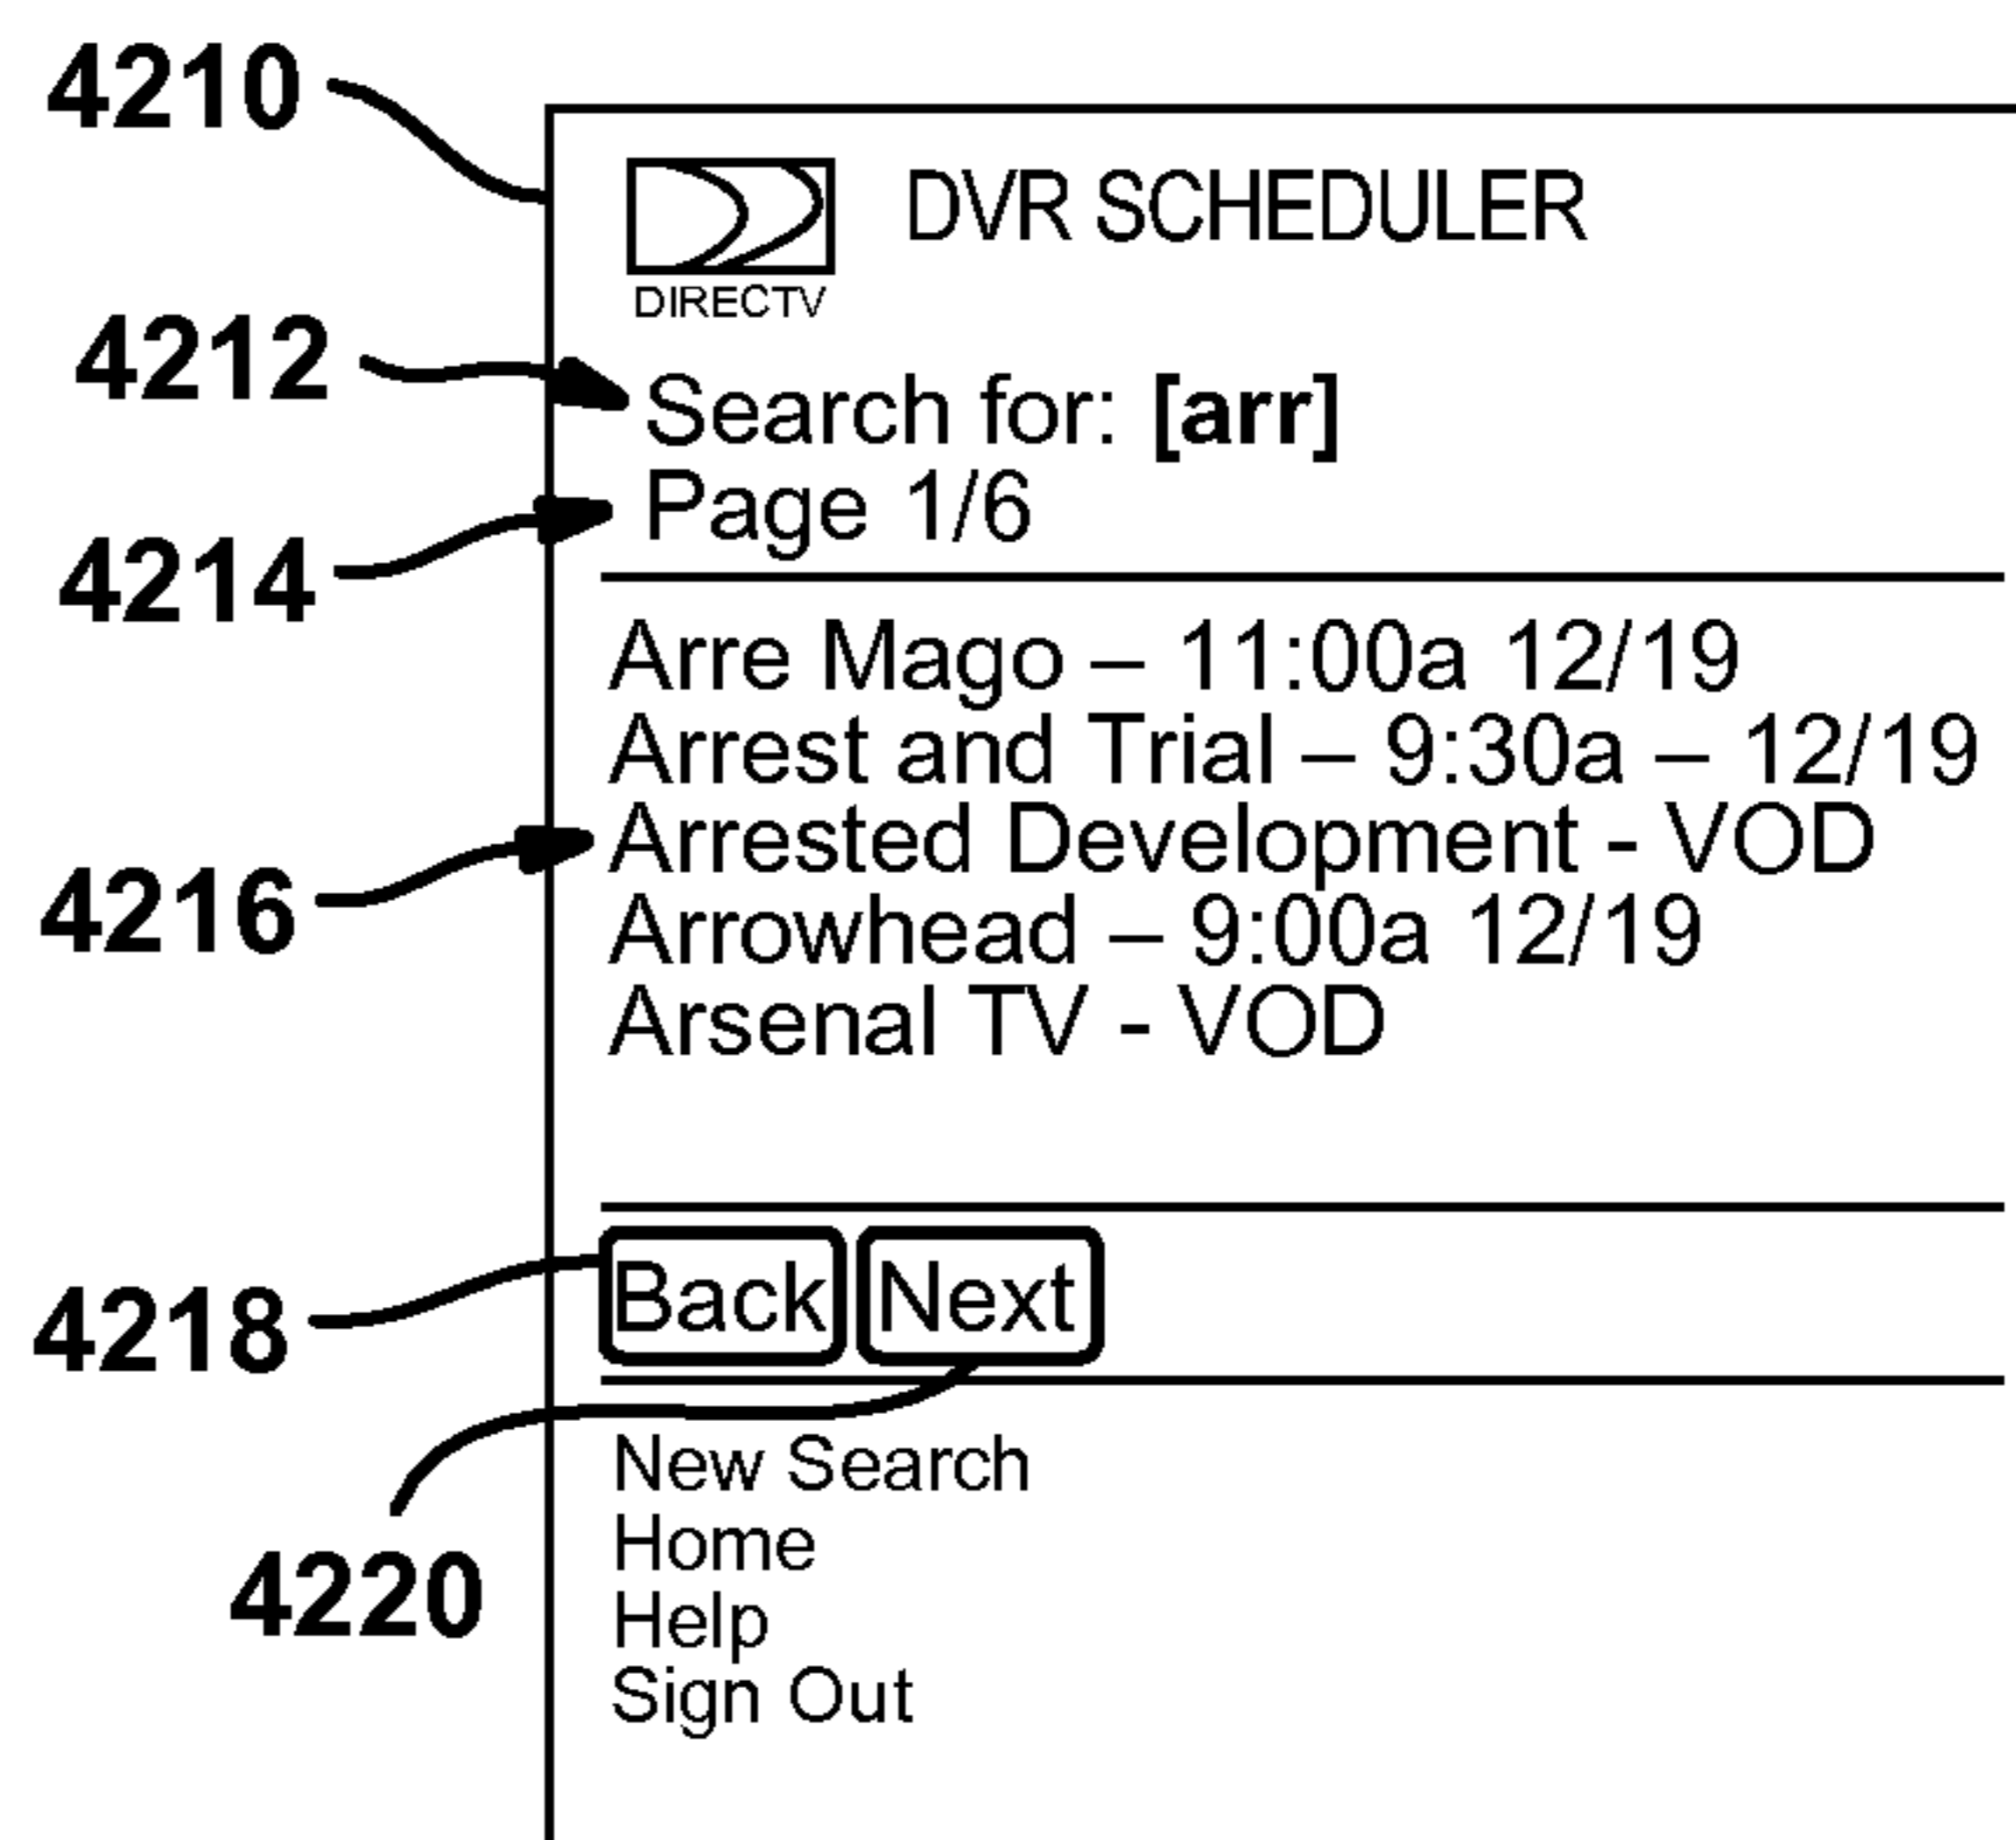 4210
DVR SCHEDULER
DIRECTV
4212
Search for: [arr]
Page 1/6
4214
Arre Mago – 11:00a 12/19
Arrest and Trial – 9:30a – 12/19
Arrested Development - VOD
4216
Arrowhead – 9:00a 12/19
Arsenal TV - VOD
4218
Back Next
New Search
Home
4220
Help
Sign Out